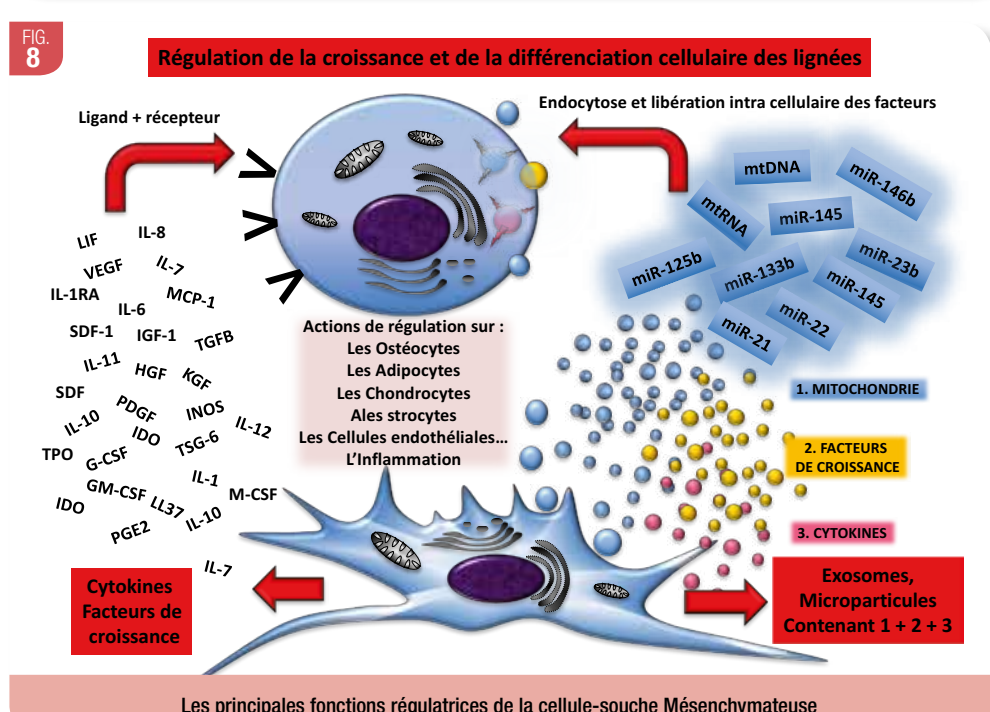 FIG.
8
Régulation de la croissance et de la différenciation cellulaire des lignées
Ligand + récepteur
Endocytose et libération intra cellulaire des facteurs
mtDNA
miR-146b
mtRNA
miR-145
miR-125b
miR-133b
miR-23b
miR-145
miR-22
miR-21
LIF
IL-8
VEGF
IL-7
IL-1RA
MCP-1
IL-6
SDF-1
IGF-1
TGFB
IL-11
HGF
KGF
SDF
PDGF
INOS
IL-10
IDO
IL-12
TPO
G-CSF
TSG-6
IL-1
GM-CSF
M-CSF
IDO
LL37
IL-10
PGE2
IL-7
Actions de régulation sur :
Les Ostéocytes
Les Adipocytes
Les Chondrocytes
Ales strocytes
Les Cellules endothéliales...
L'Inflammation
1. MITOCHONDRIE
2. FACTEURS
DE CROISSANCE
3. CYTOKINES
Cytokines
Facteurs de
croissance
Exosomes,
Microparticules
Contenant 1 + 2 + 3
Les principales fonctions régulatrices de la cellule-souche Mésenchymateuse